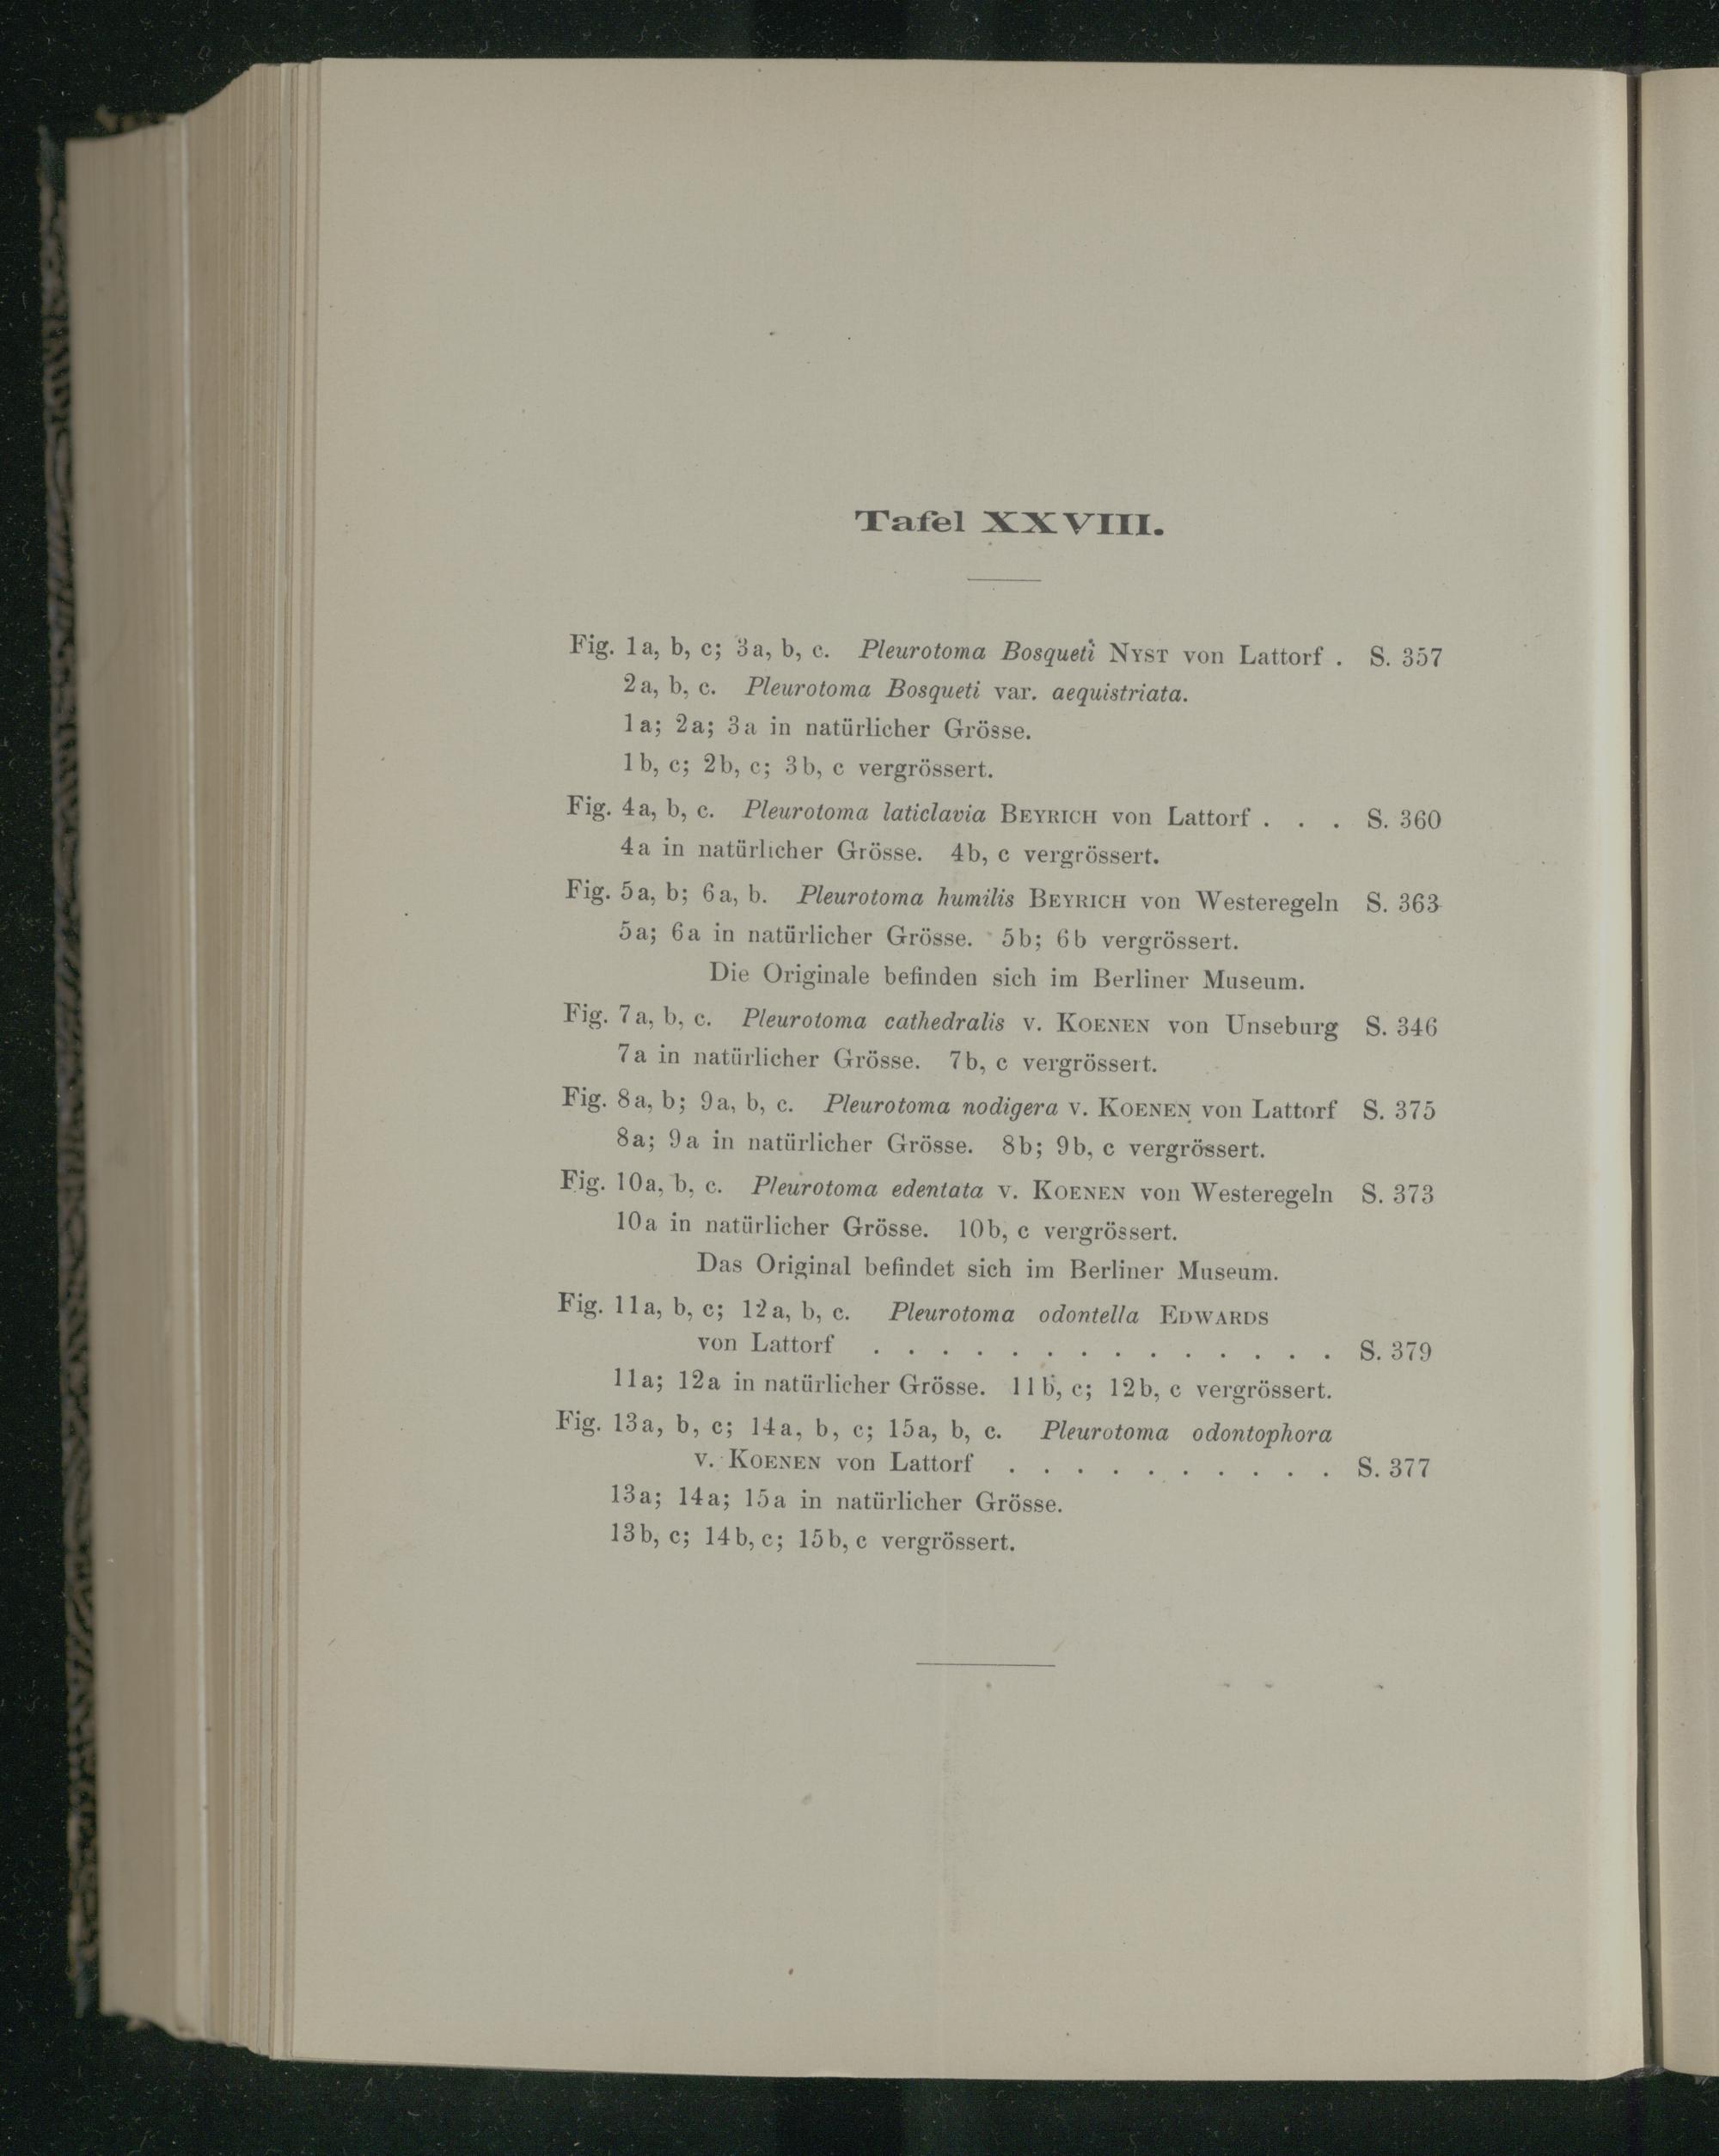 Tafel XXVIII.
Fig. 1a, b, c; 3a, b, c. Pleurotoma Bosqueti NYST von Lattorf . S. 357
2a, b, c. Pleurotoma Bosqueti var. aequistriata.
1a; 2a; 3a in natürlicher Grösse.
1b, c; 2b, c; 3b, c vergrössert.
Fig. 4a, b, c. Pleurotoma laticlavia BEYRICH von Lattorf . . . S. 360
4a in natürlicher Grösse. 4b, c vergrössert.
Fig. 5a, b; 6a, b. Pleurotoma humilis BEYRICH von Westeregeln S. 363
5a; 6a in natürlicher Grösse. 5b; 6b vergrössert.
Die Originale befinden sich im Berliner Museum.
Fig. 7a, b, c. Pleurotoma cathedralis v. KOENEN von Unseburg S. 346
7a in natürlicher Grösse. 7b, c vergrössert.
Fig. 8a, b; 9a, b, c. Pleurotoma nodigera v. KOENEN von Lattorf S. 375
8a; 9a in natürlicher Grösse. 8b; 9b, c vergrössert.
Fig. 10a, b, c. Pleurotoma edentata v. KOENEN von Westeregeln S. 373
10a in natürlicher Grösse. 10b, c vergrössert.
Das Original befindet sich im Berliner Museum.
Fig. 11a, b, c; 12a, b, c. Pleurotoma odontella EDWARDS
von Lattorf . . . . . . . . . . . . . . S. 379
11a; 12a in natürlicher Grösse. 11b, c; 12b, c vergrössert.
Fig. 13a, b, c; 14a, b, c; 15a, b, c. Pleurotoma odontophora
v. KOENEN von Lattorf . . . . . . . . . . S. 377
13a; 14a; 15a in natürlicher Grösse.
13b, c; 14b, c; 15b, c vergrössert.